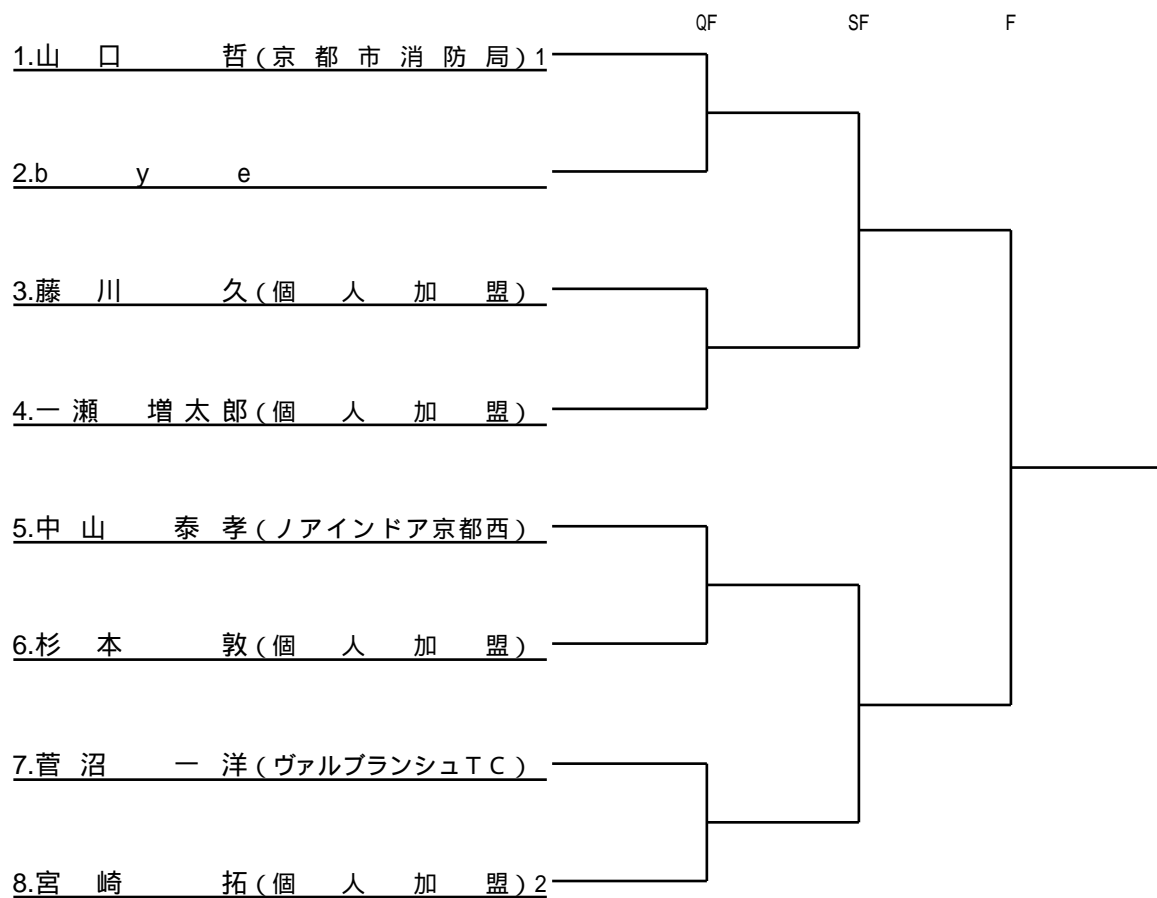 QF SF F
1.山 口 哲(京都市消防局)1
2.b y e
3.藤 川 久(個 人 加 盟)
4.一瀬 増太郎(個 人 加 盟)
5.中 山 泰 孝(ノアインドア京都西)
6.杉 本 敦(個 人 加 盟)
7.菅 沼 一 洋(ヴァルブランシュTC)
8.宮 崎 拓(個 人 加 盟)2